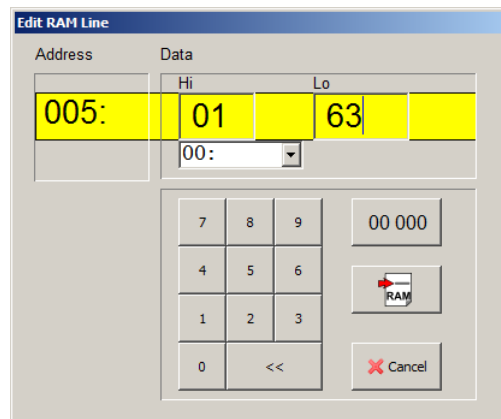 Edit RAM Line
Address Data
Hi Lo
005: 01 63
00:
7 8 9 00 000
4 5 6 RAM
1 2 3
0 << Cancel